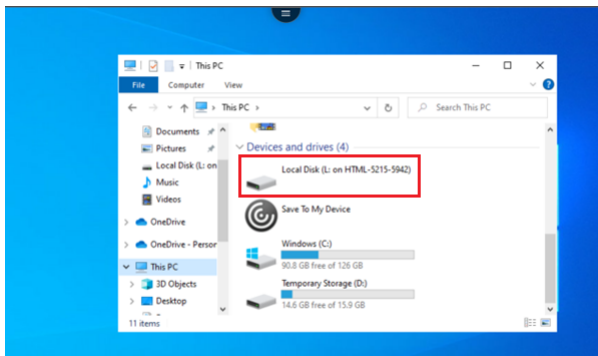 This PC
File Computer View
This PC
Search This PC
Documents
Pictures
Local Disk (L: on
Music
Videos
OneDrive
OneDrive - Person
This PC
3D Objects
Desktop
Devices and drives (4)
Local Disk (L: on HTML-5215-5942)
Save To My Device
Windows (C:)
90.8 GB free of 126 GB
Temporary Storage (D:)
14.6 GB free of 15.9 GB
11 items